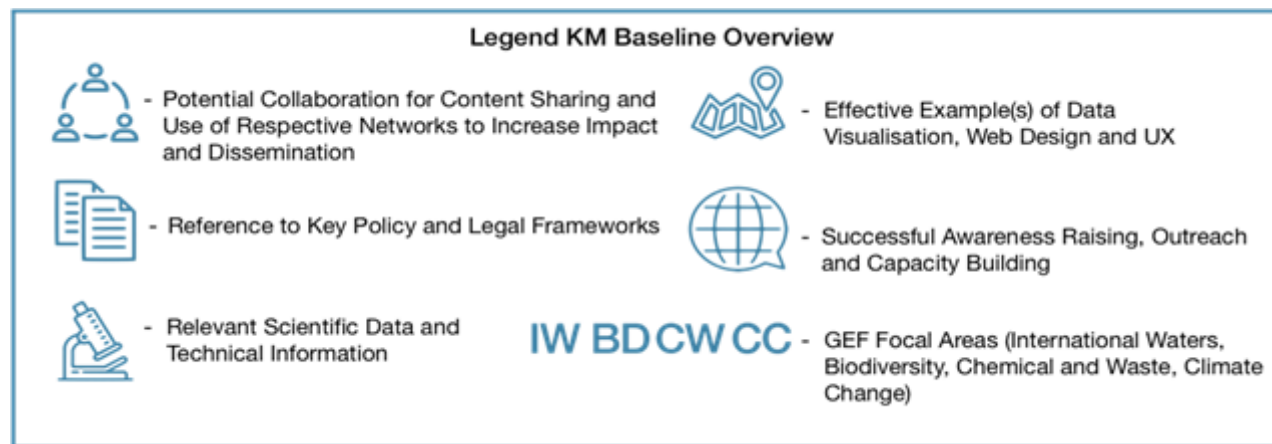 Legend KM Baseline Overview
- Potential Collaboration for Content Sharing and
Use of Respective Networks to Increase Impact
and Dissemination
- Effective Example(s) of Data
Visualisation, Web Design and UX
- Reference to Key Policy and Legal Frameworks
- Successful Awareness Raising, Outreach
and Capacity Building
- Relevant Scientific Data and
Technical Information
IW BD CW CC - GEF Focal Areas (International Waters,
Biodiversity, Chemical and Waste, Climate
Change)